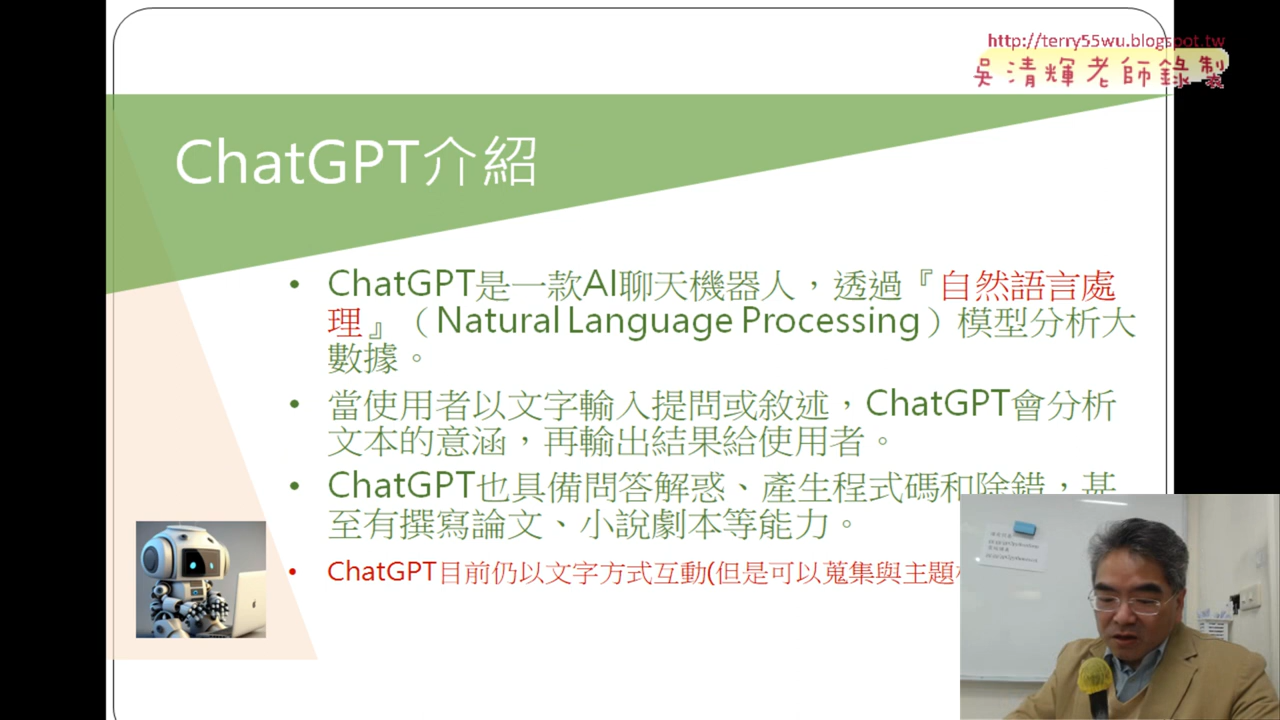 http://terry55wu.blogspot.tw
吳清輝老師錄製
ChatGPT介紹
• ChatGPT是一款AI聊天機器人，透過『自然語言處
理』（Natural Language Processing）模型分析大
數據。
• 當使用者以文字輸入提問或敘述，ChatGPT會分析
文本的意涵，再輸出結果給使用者。
• ChatGPT也具備問答解惑、產生程式碼和除錯，甚
至有撰寫論文、小說劇本等能力。
• ChatGPT目前仍以文字方式互動(但是可以蒐集與主題